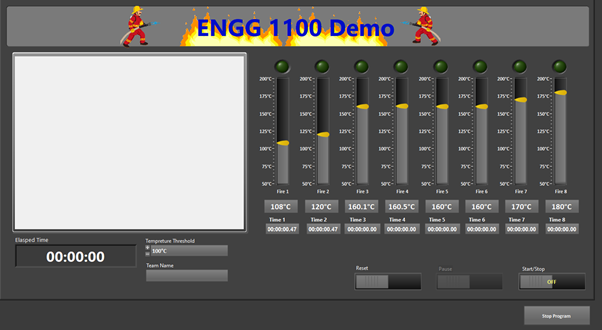 ENGG 1100 Demo
200°C 200°C 200°C 200°C 200°C 200°C 200°C 200°C
175°C 175°C 175°C 175°C 175°C 175°C 175°C 175°C
150°C 150°C 150°C 150°C 150°C 150°C 150°C 150°C
125°C 125°C 125°C 125°C 125°C 125°C 125°C 125°C
100°C 100°C 100°C 100°C 100°C 100°C 100°C 100°C
75°C 75°C 75°C 75°C 75°C 75°C 75°C 75°C
50°C 50°C 50°C 50°C 50°C 50°C 50°C 50°C
Fire 1 Fire 2 Fire 3 Fire 4 Fire 5 Fire 6 Fire 7 Fire 8
108°C 120°C 160.1°C 160.5°C 160°C 160°C 170°C 180°C
Time 1 Time 2 Time 3 Time 4 Time 5 Time 6 Time 7 Time 8
00:00:00.47 00:00:00.47 00:00:00.00 00:00:00.00 00:00:00.00 00:00:00.00 00:00:00.00 00:00:00.00
Elasped Time
00:00:00
Tempreture Threshold
100°C
Team Name
Reset Pause Start/Stop
OFF
Stop Program